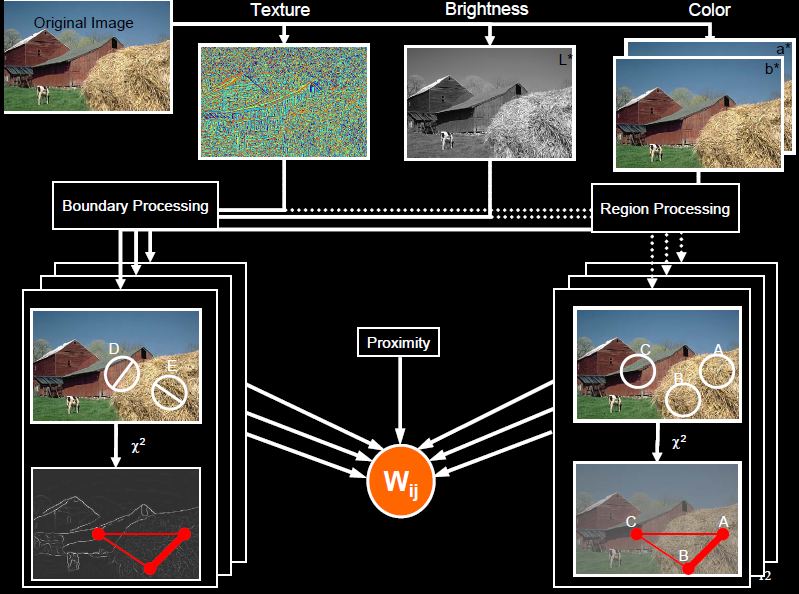 Original Image
Texture
Brightness
Color
L*
a*
b*
Boundary Processing
Region Processing
D
E
Proximity
C
A
B
χ²
χ²
Wij
C
A
B